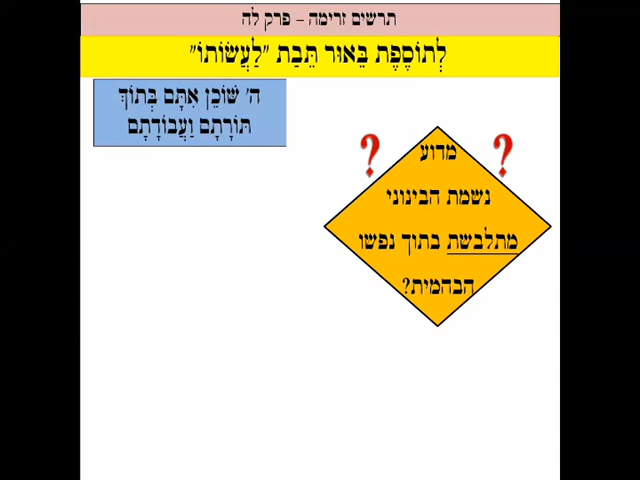 תרשים זרימה – פרק לה
לְתוֹסֶפֶת בֵּאוּר תֵּבַת "לַעֲשׂוֹתוֹ"
ה' שׁוֹכֵן אִתָּם בְּתוֹךְ
תּוֹרָתָם וַעֲבוֹדָתָם
? מדוע ?
נשמת הבינוני
מתלבשת בתוך נפשו
הבהמית?